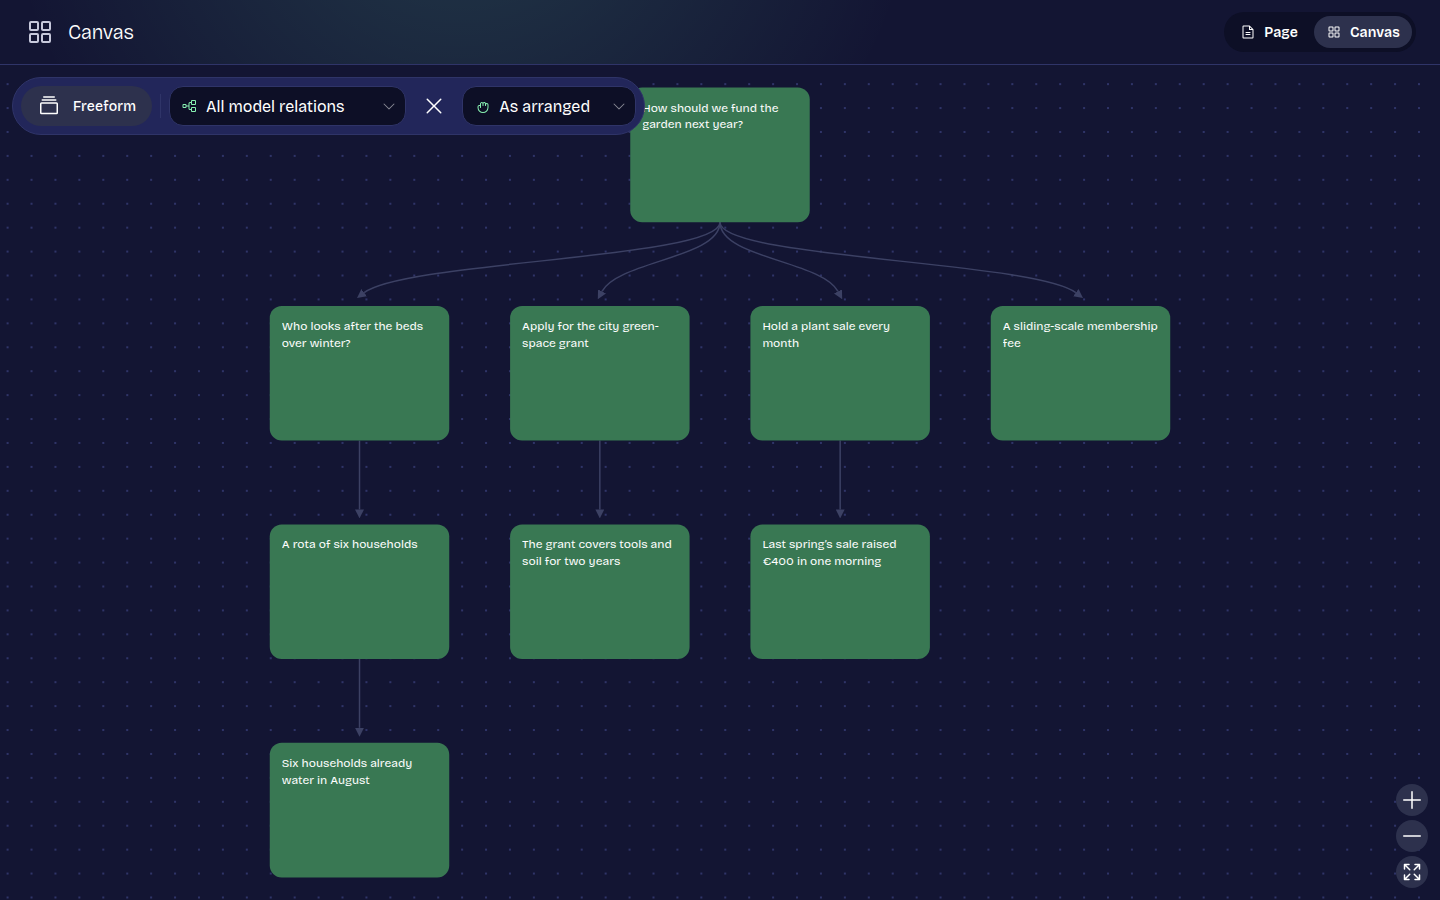 Canvas
Page
Canvas
Freeform
All model relations
As arranged
How should we fund the
garden next year?
Who looks after the beds
over winter?
Apply for the city green-
space grant
Hold a plant sale every
month
A sliding-scale membership
fee
A rota of six households
The grant covers tools and
soil for two years
Last spring's sale raised
€400 in one morning
Six households already
water in August